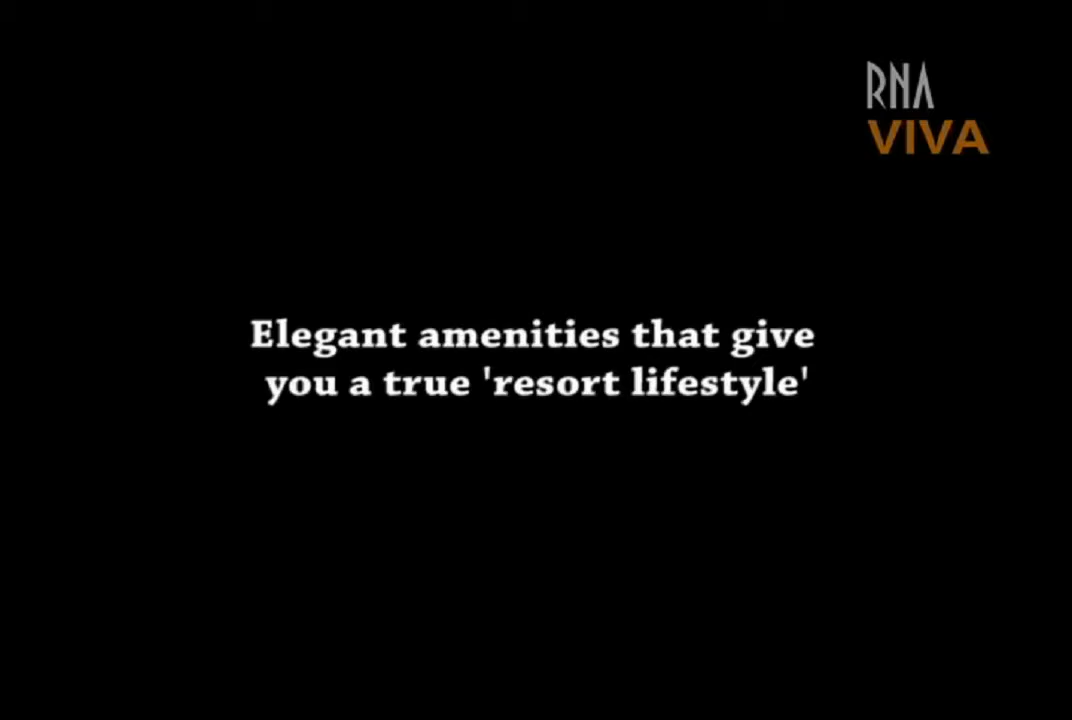 RNA
VIVA
Elegant amenities that give
you a true 'resort lifestyle'